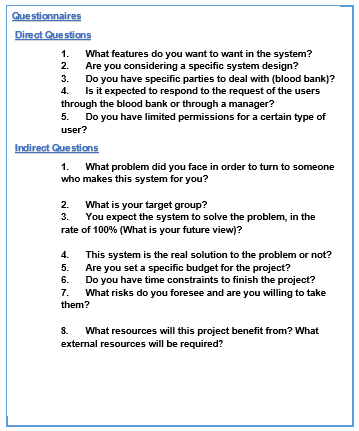 Questionnaires
Direct Questions
1. What features do you want to want in the system?
2. Are you considering a specific system design?
3. Do you have specific parties to deal with (blood bank)?
4. Is it expected to respond to the request of the users
through the blood bank or through a manager?
5. Do you have limited permissions for a certain type of
user?
Indirect Questions
1. What problem did you face in order to turn to someone
who makes this system for you?
2. What is your target group?
3. You expect the system to solve the problem, in the
rate of 100% (What is your future view)?
4. This system is the real solution to the problem or not?
5. Are you set a specific budget for the project?
6. Do you have time constraints to finish the project?
7. What risks do you foresee and are you willing to take
them?
8. What resources will this project benefit from? What
external resources will be required?